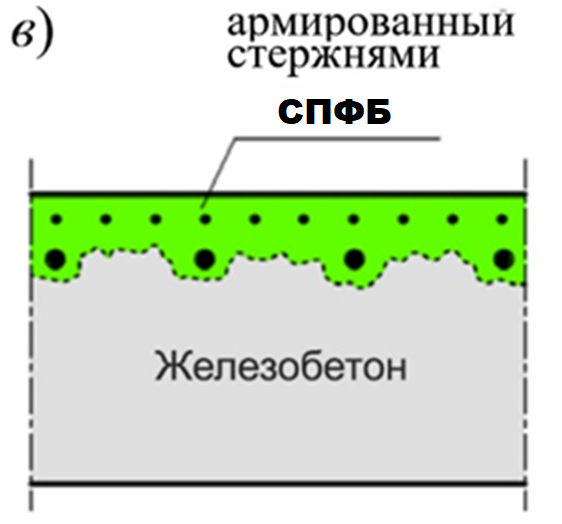 в)
армированный
стержнями
СПФБ
Железобетон